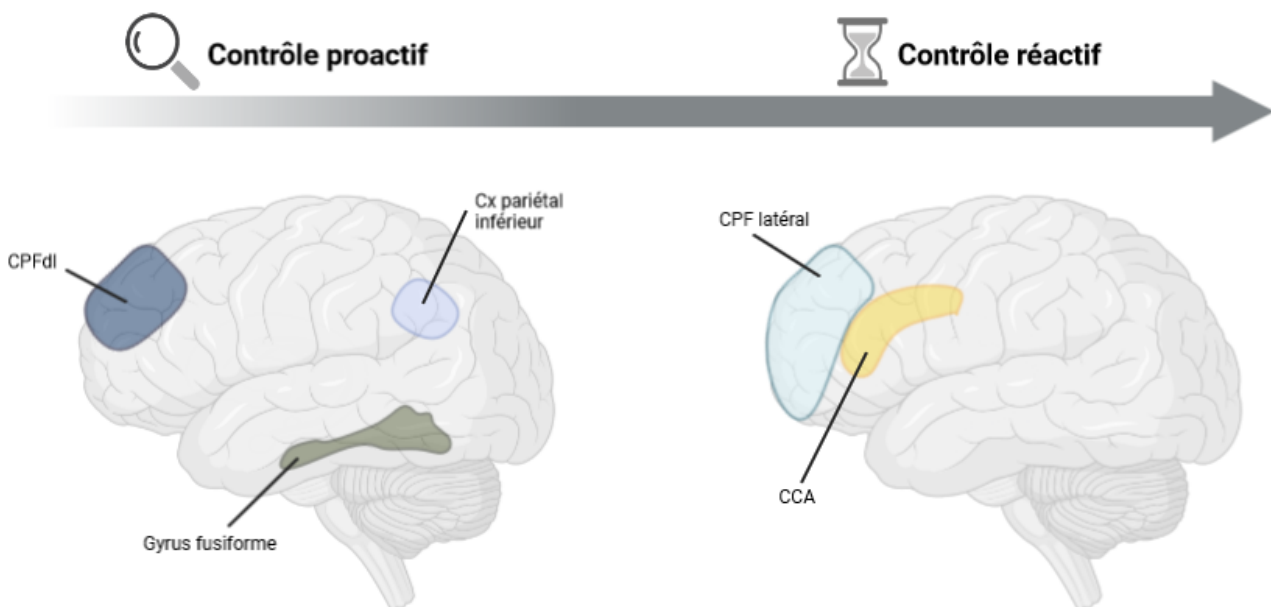 Contrôle proactif
Contrôle réactif
Cx pariétal
inférieur
CPFdl
Gyrus fusiforme
CPF latéral
CCA